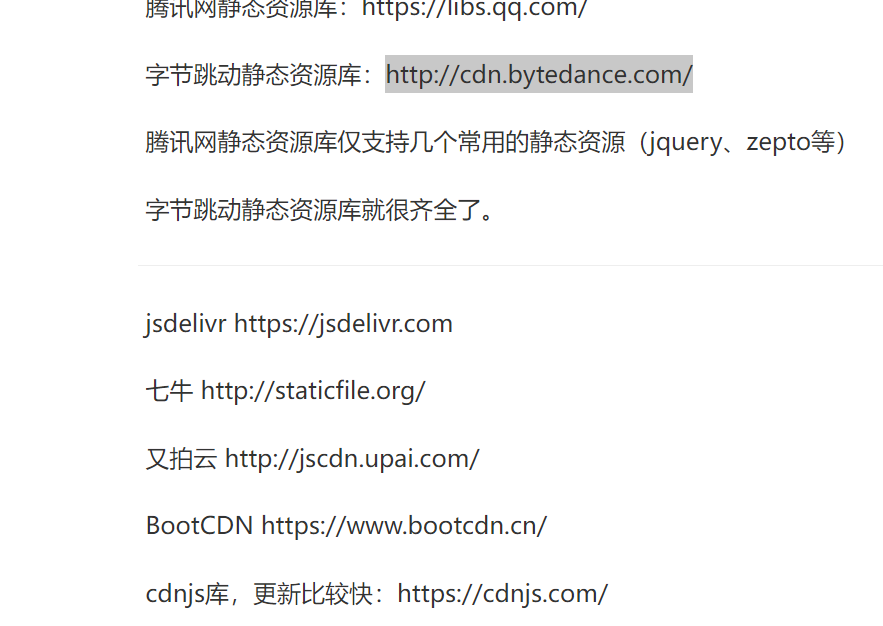 腾讯网静态资源库：https://libs.qq.com/
字节跳动静态资源库：http://cdn.bytedance.com/
腾讯网静态资源库仅支持几个常用的静态资源（jquery、zepto等）
字节跳动静态资源库就很齐全了。
jsdelivr https://jsdelivr.com
七牛 http://staticfile.org/
又拍云 http://jscdn.upai.com/
BootCDN https://www.bootcdn.cn/
cdnjs库，更新比较快：https://cdnjs.com/